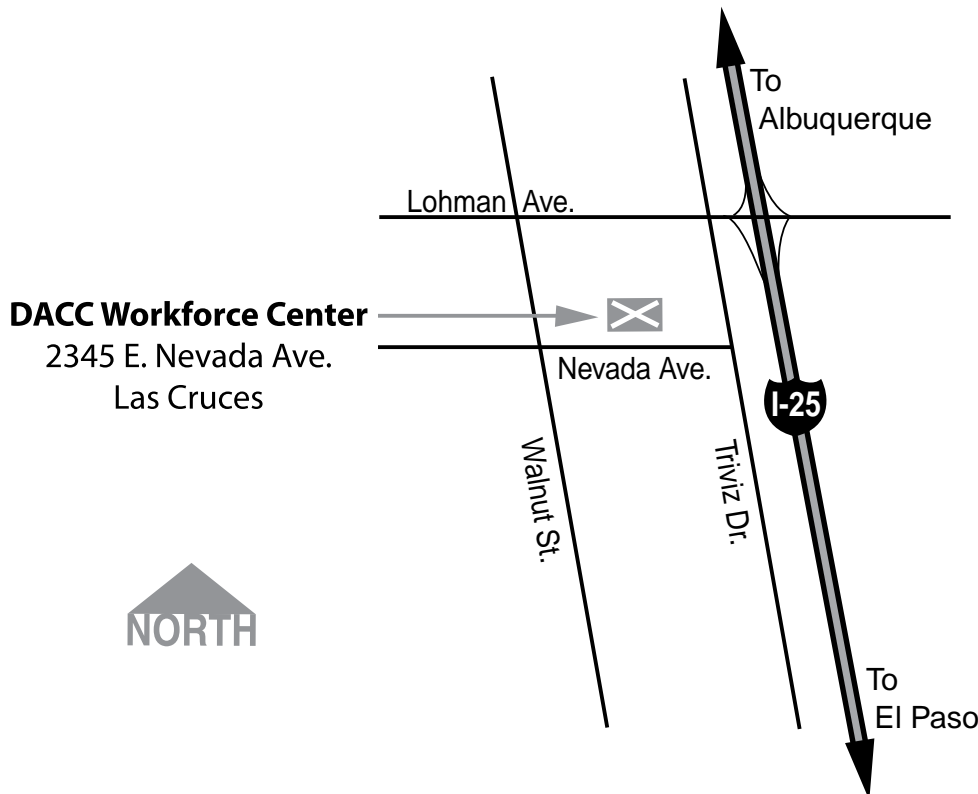 To
Albuquerque
Lohman Ave.
DACC Workforce Center
2345 E. Nevada Ave.
Las Cruces
Nevada Ave.
I-25
Walnut St.
Triviz Dr.
NORTH
To
El Paso